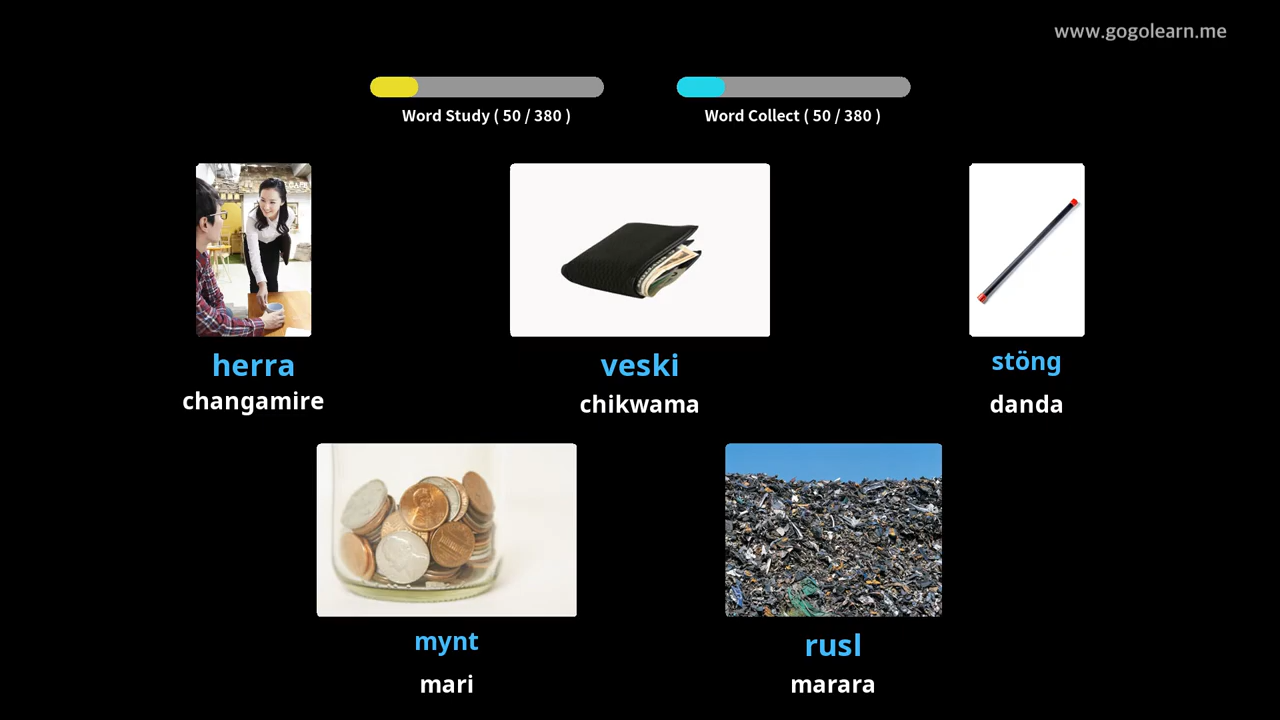 www.gogolearn.me
Word Study ( 50 / 380 )
Word Collect ( 50 / 380 )
herra
changamire
veski
chikwama
stöng
danda
mynt
mari
rusl
marara